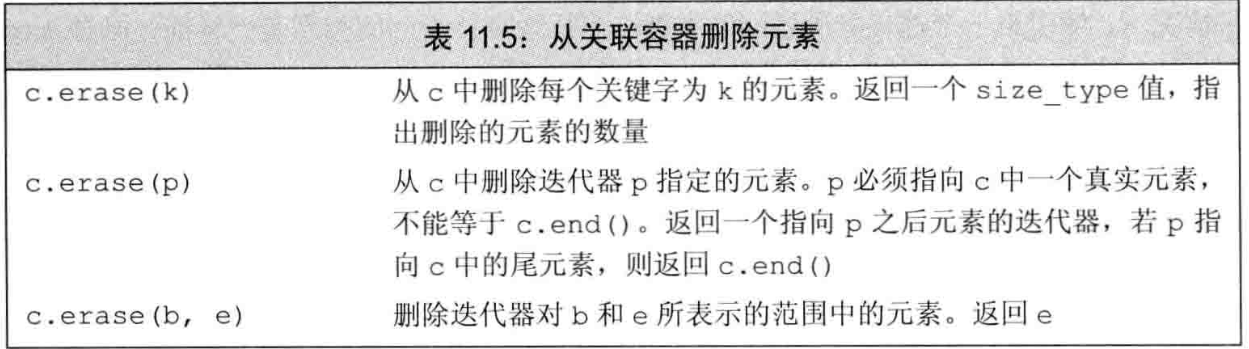 表 11.5：从关联容器删除元素
c.erase(k) 从 c 中删除每个关键字为 k 的元素。返回一个 size_type 值，指
出删除的元素的数量
c.erase(p) 从 c 中删除迭代器 p 指定的元素。p 必须指向 c 中一个真实元素，
不能等于 c.end()。返回一个指向 p 之后元素的迭代器，若 p 指
向 c 中的尾元素，则返回 c.end()
c.erase(b, e) 删除迭代器对 b 和 e 所表示的范围中的元素。返回 e